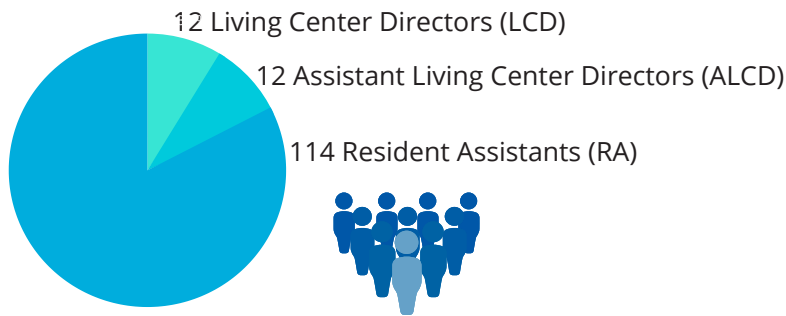 12 Living Center Directors (LCD)
12 Assistant Living Center Directors (ALCD)
114 Resident Assistants (RA)